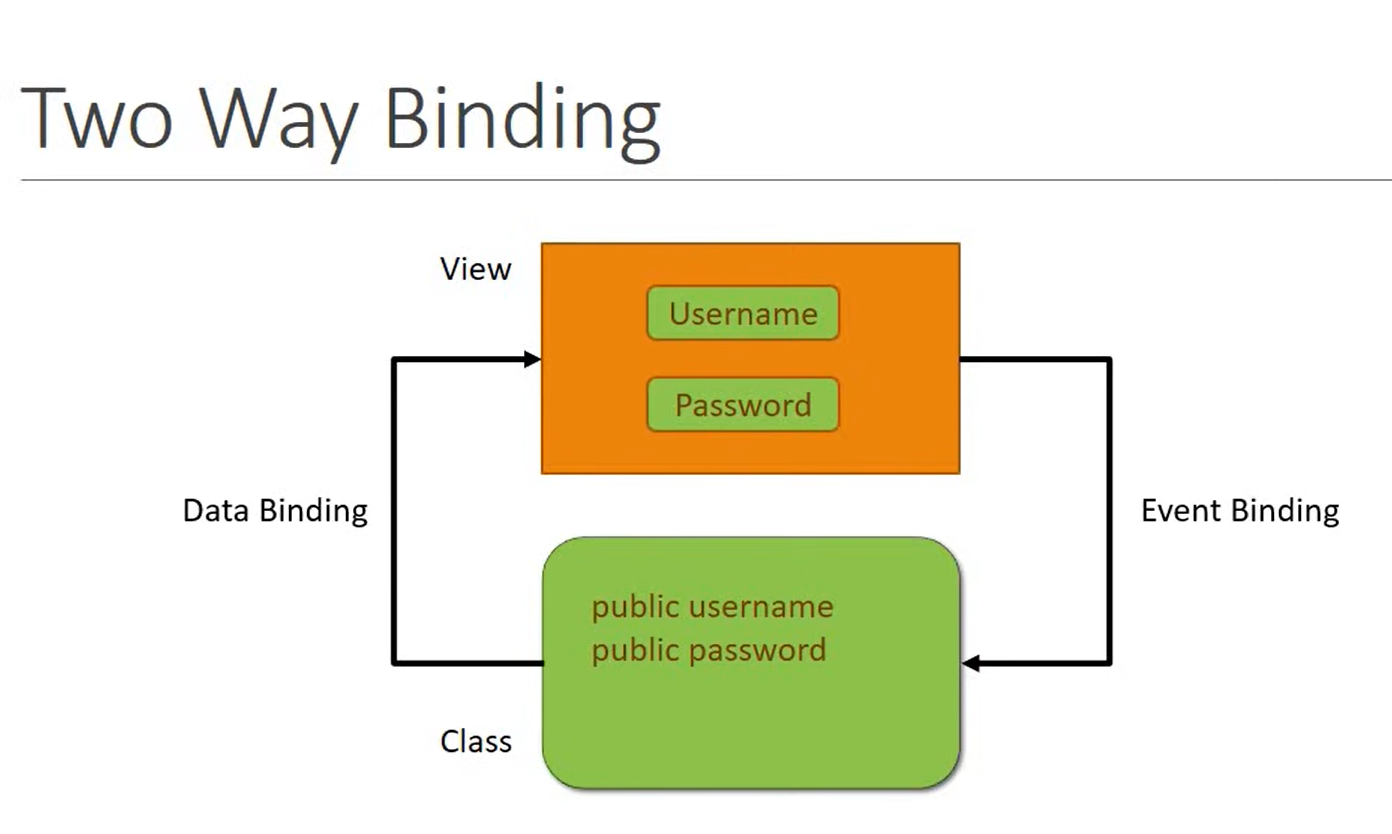 Two Way Binding
View
Username
Password
Data Binding
Event Binding
public username
public password
Class